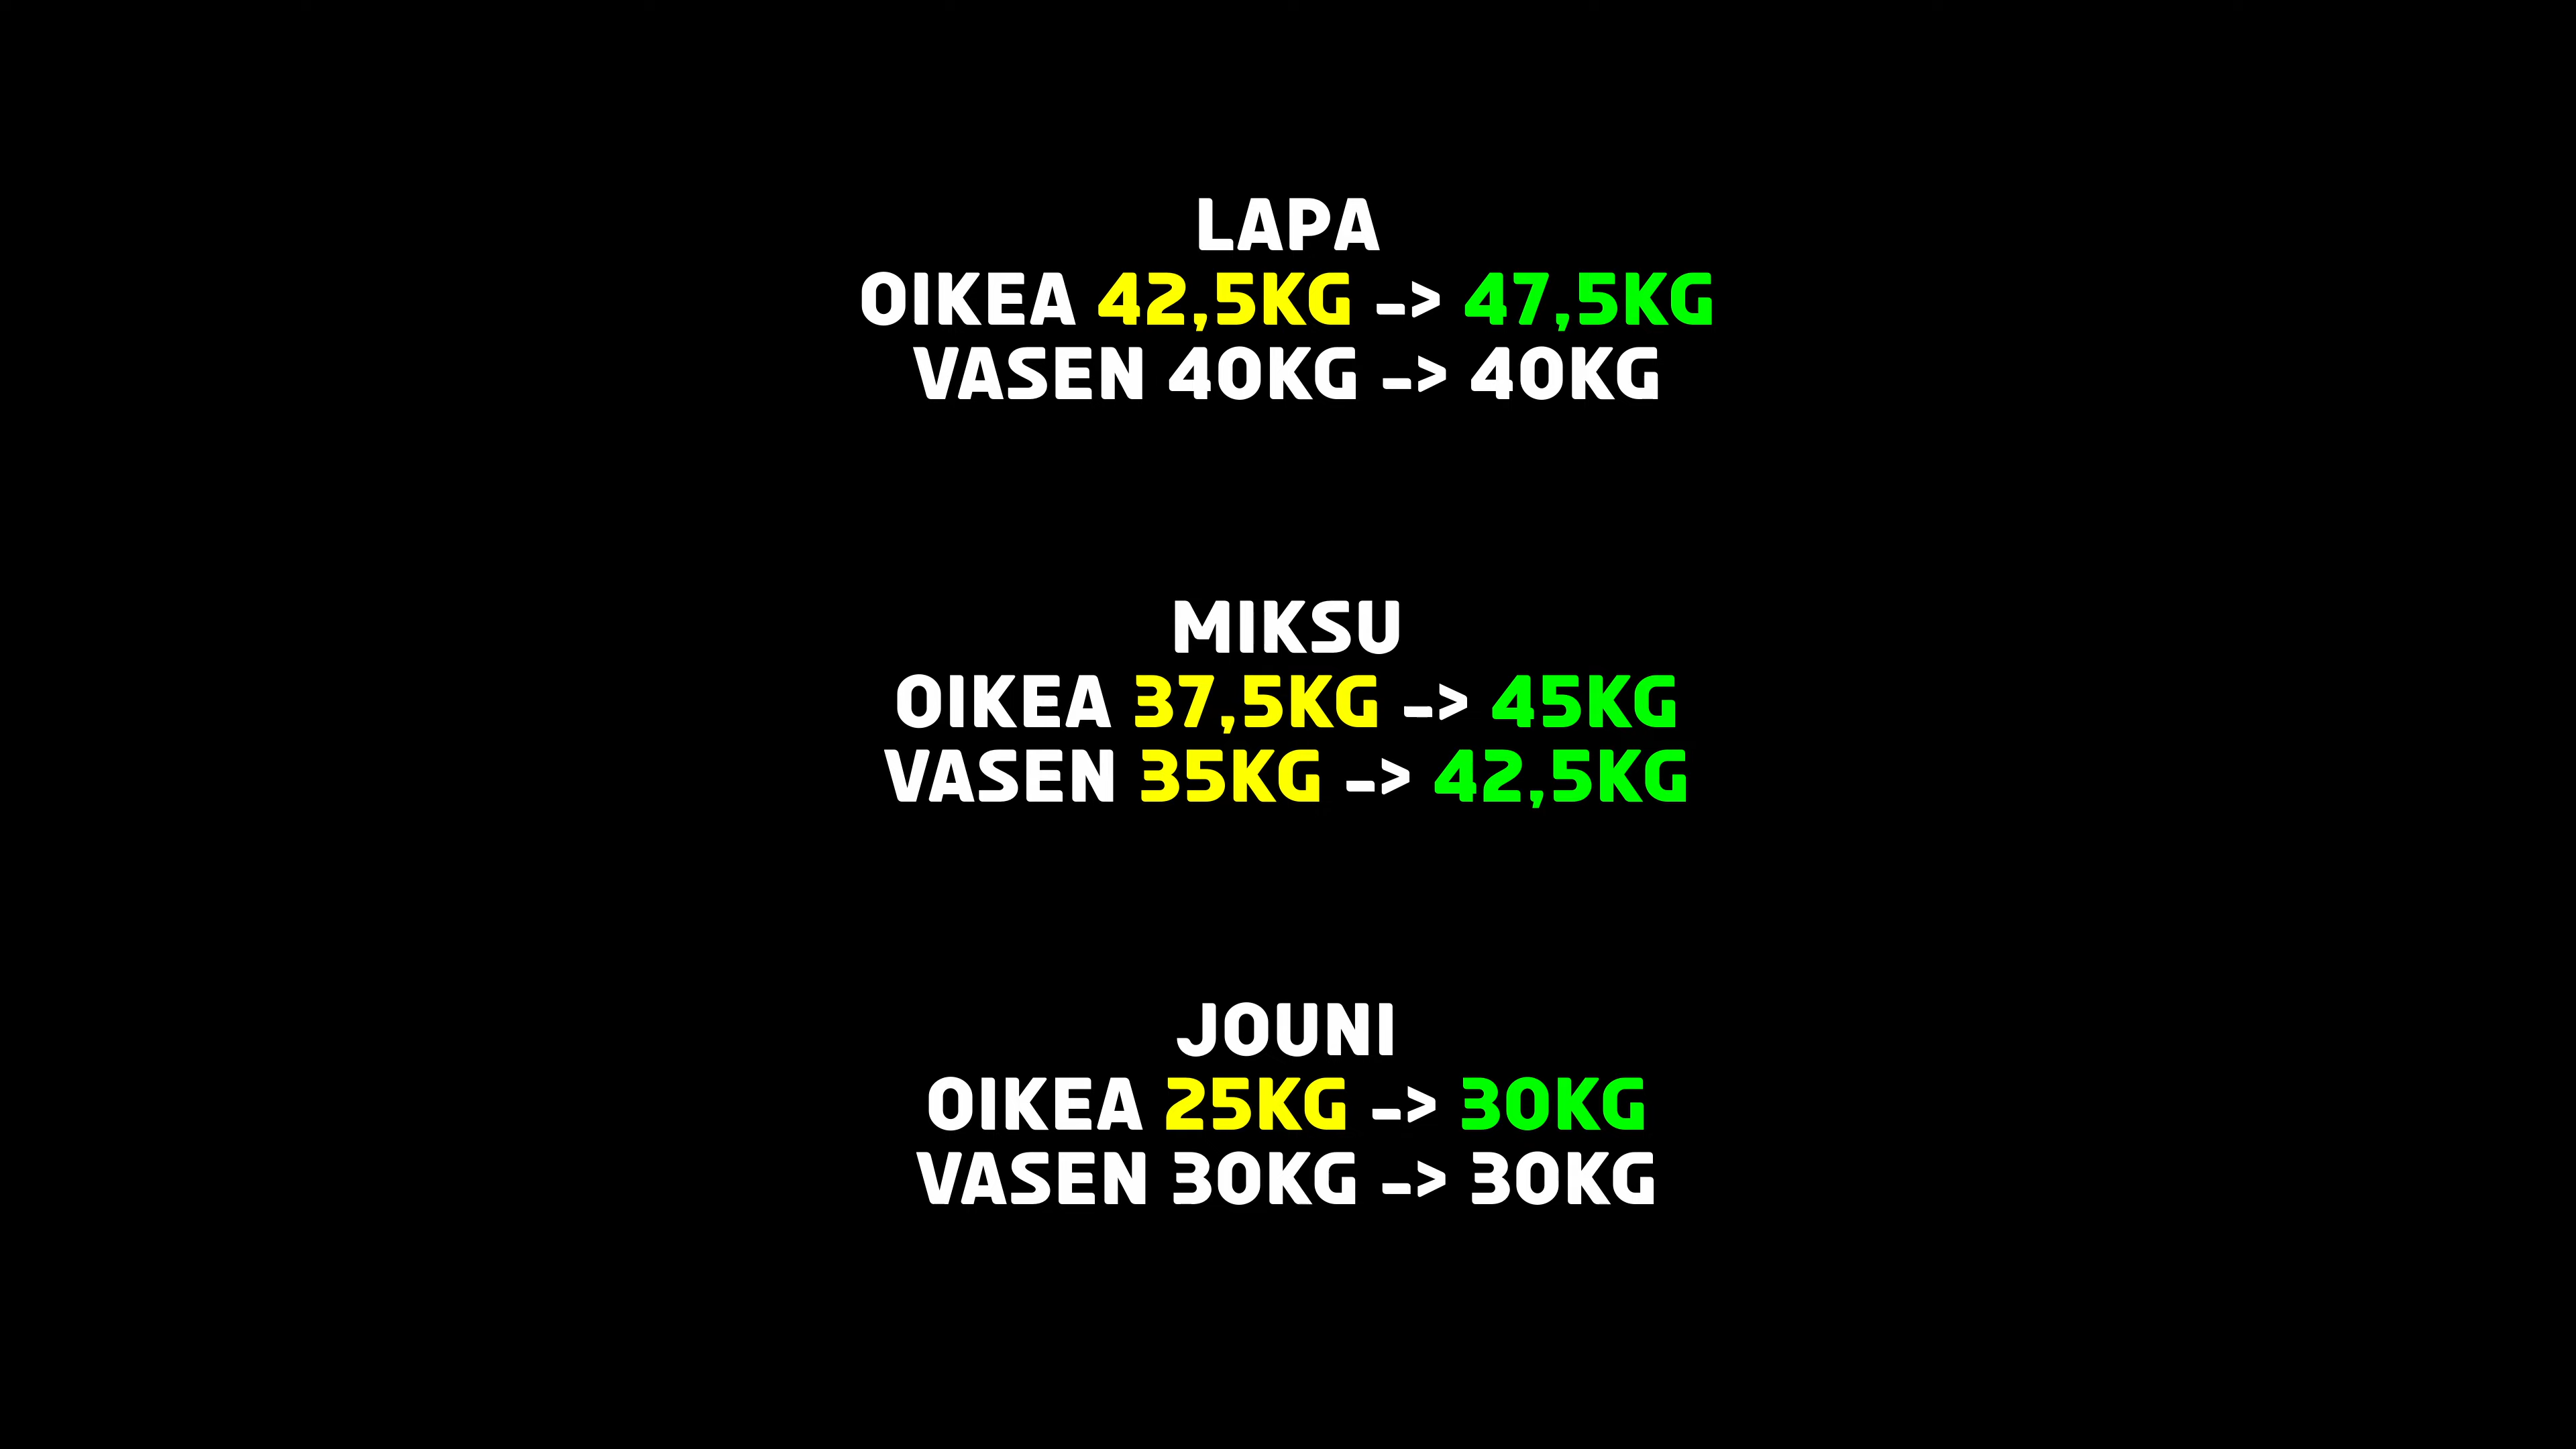 LAPA
OIKEA 42,5KG -> 47,5KG
VASEN 40KG -> 40KG
MIKSU
OIKEA 37,5KG -> 45KG
VASEN 35KG -> 42,5KG
JOUNI
OIKEA 25KG -> 30KG
VASEN 30KG -> 30KG